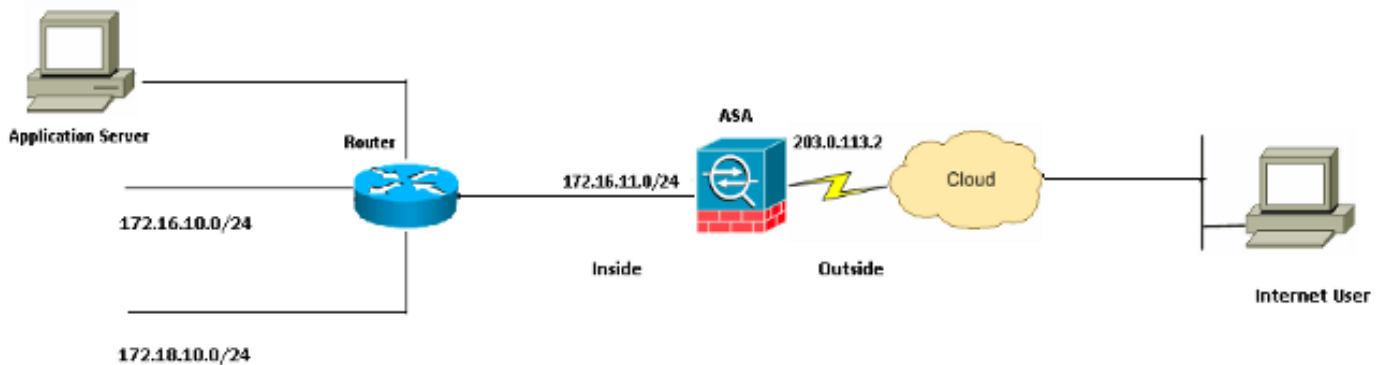 Application Server
Router
172.16.10.0/24
172.18.10.0/24
172.16.11.0/24
ASA
203.0.113.2
Inside
Outside
Cloud
Internet User